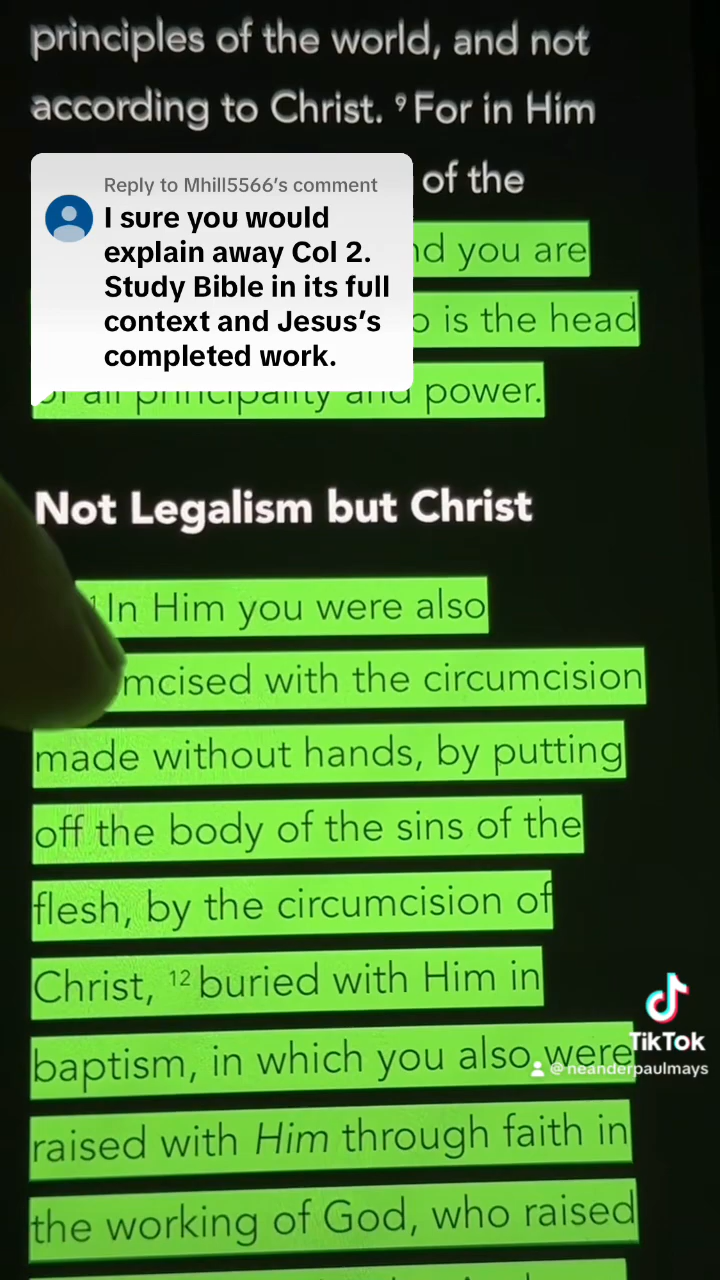 principles of the world, and not
according to Christ. 9 For in Him
of the
Reply to Mhill5566's comment
I sure you would
explain away Col 2.
Study Bible in its full
context and Jesus's
completed work.
you are
is the head
of all principality and power.
Not Legalism but Christ
In Him you were also
with the circumcision
made without hands, by putting
off the body of the sins of the
flesh, by the circumcision of
Christ, 12 buried with Him in
baptism, in which you also were
raised with Him through faith in
the working of God, who raised
TikTok
@neanderpaulmays